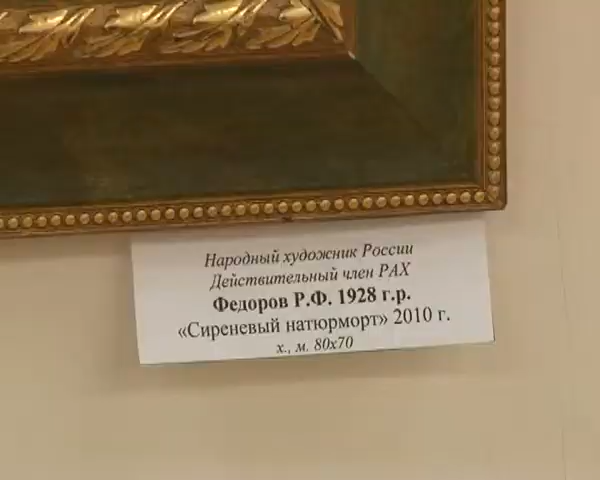 Народный художник России
Действительный член РАХ
Федоров Р.Ф. 1928 г.р.
«Сиреневый натюрморт» 2010 г.
х., м. 80х70